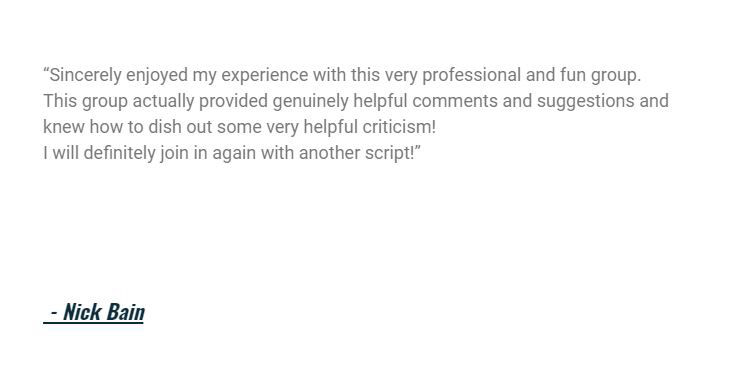 “Sincerely enjoyed my experience with this very professional and fun group.
This group actually provided genuinely helpful comments and suggestions and
knew how to dish out some very helpful criticism!
I will definitely join in again with another script!”
- Nick Bain